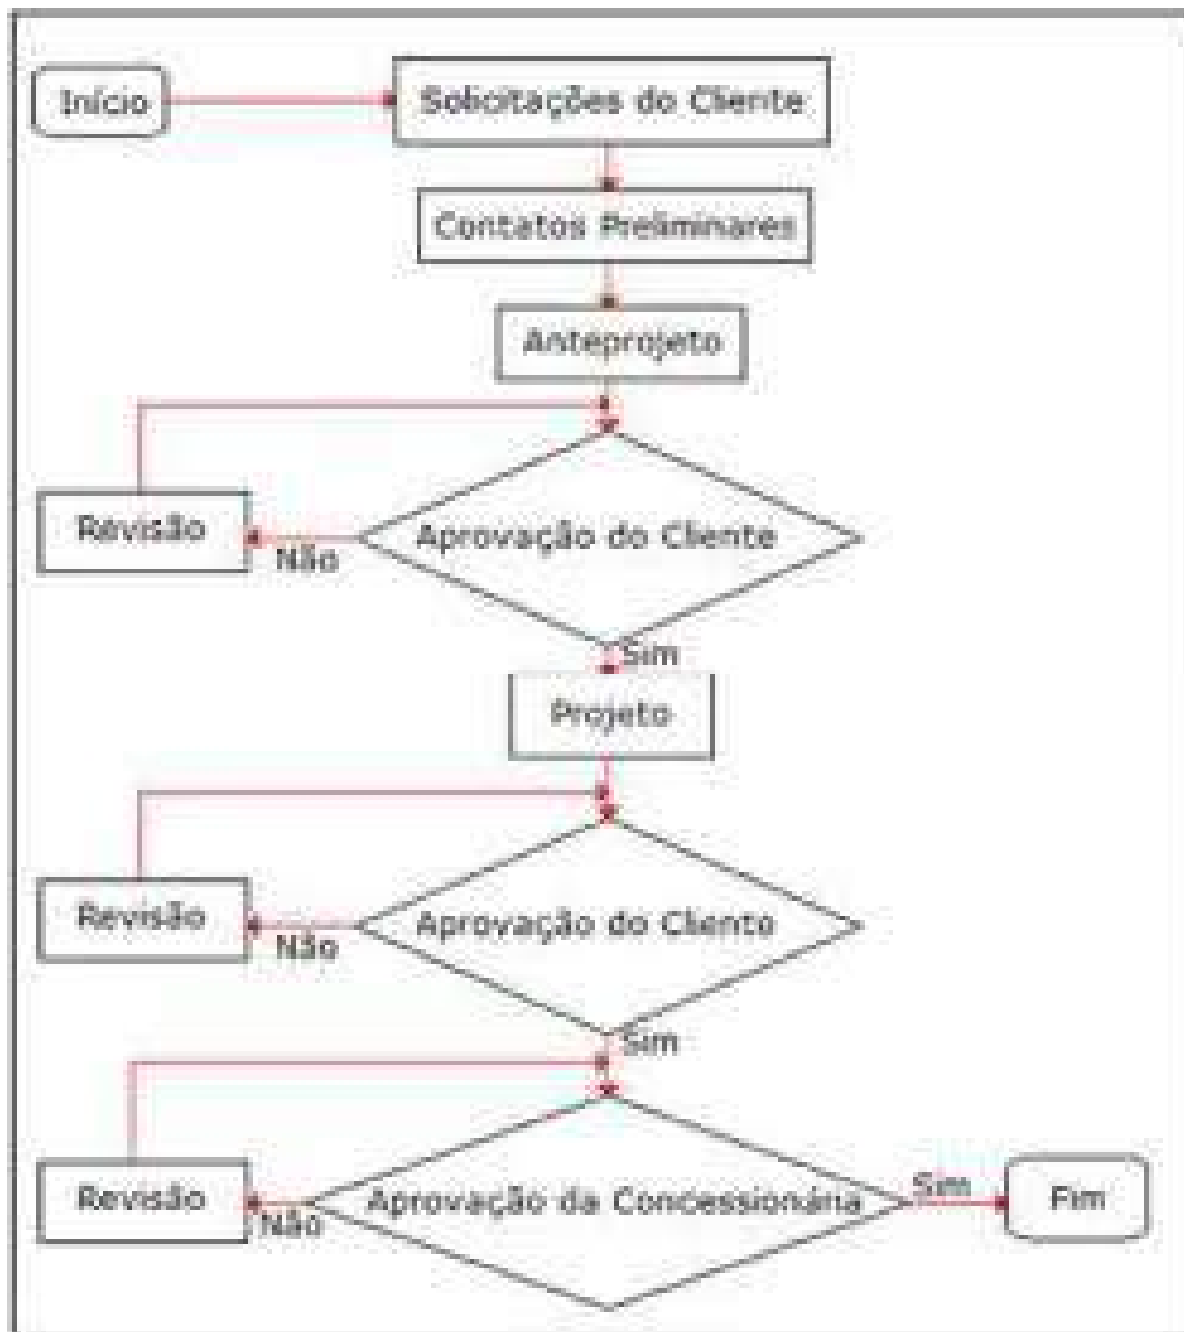 Início
Solicitações do Cliente
Contatos Preliminares
Anteprojeto
Aprovação do Cliente
Revisão
Não
Sim
Projeto
Aprovação do Cliente
Revisão
Não
Sim
Aprovação da Concessionária
Revisão
Não
Sim
Fim